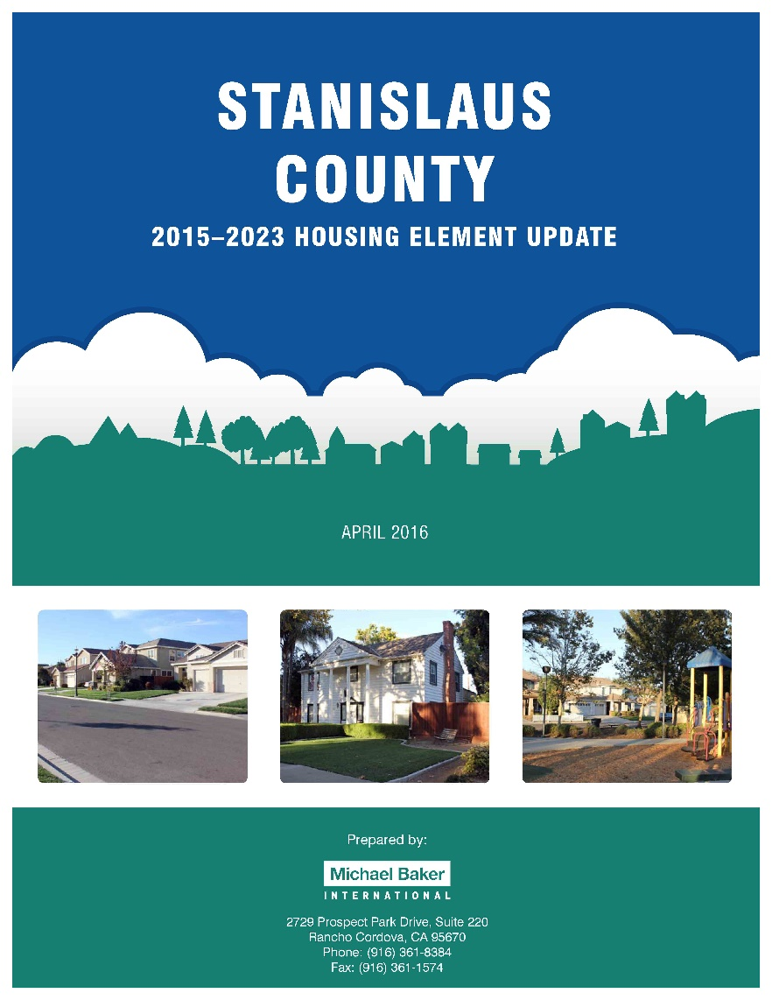 STANISLAUS
COUNTY
2015–2023 HOUSING ELEMENT UPDATE
APRIL 2016
Prepared by:
Michael Baker
INTERNATIONAL
2729 Prospect Park Drive, Suite 220
Rancho Cordova, CA 95670
Phone: (916) 361-8384
Fax: (916) 361-1574